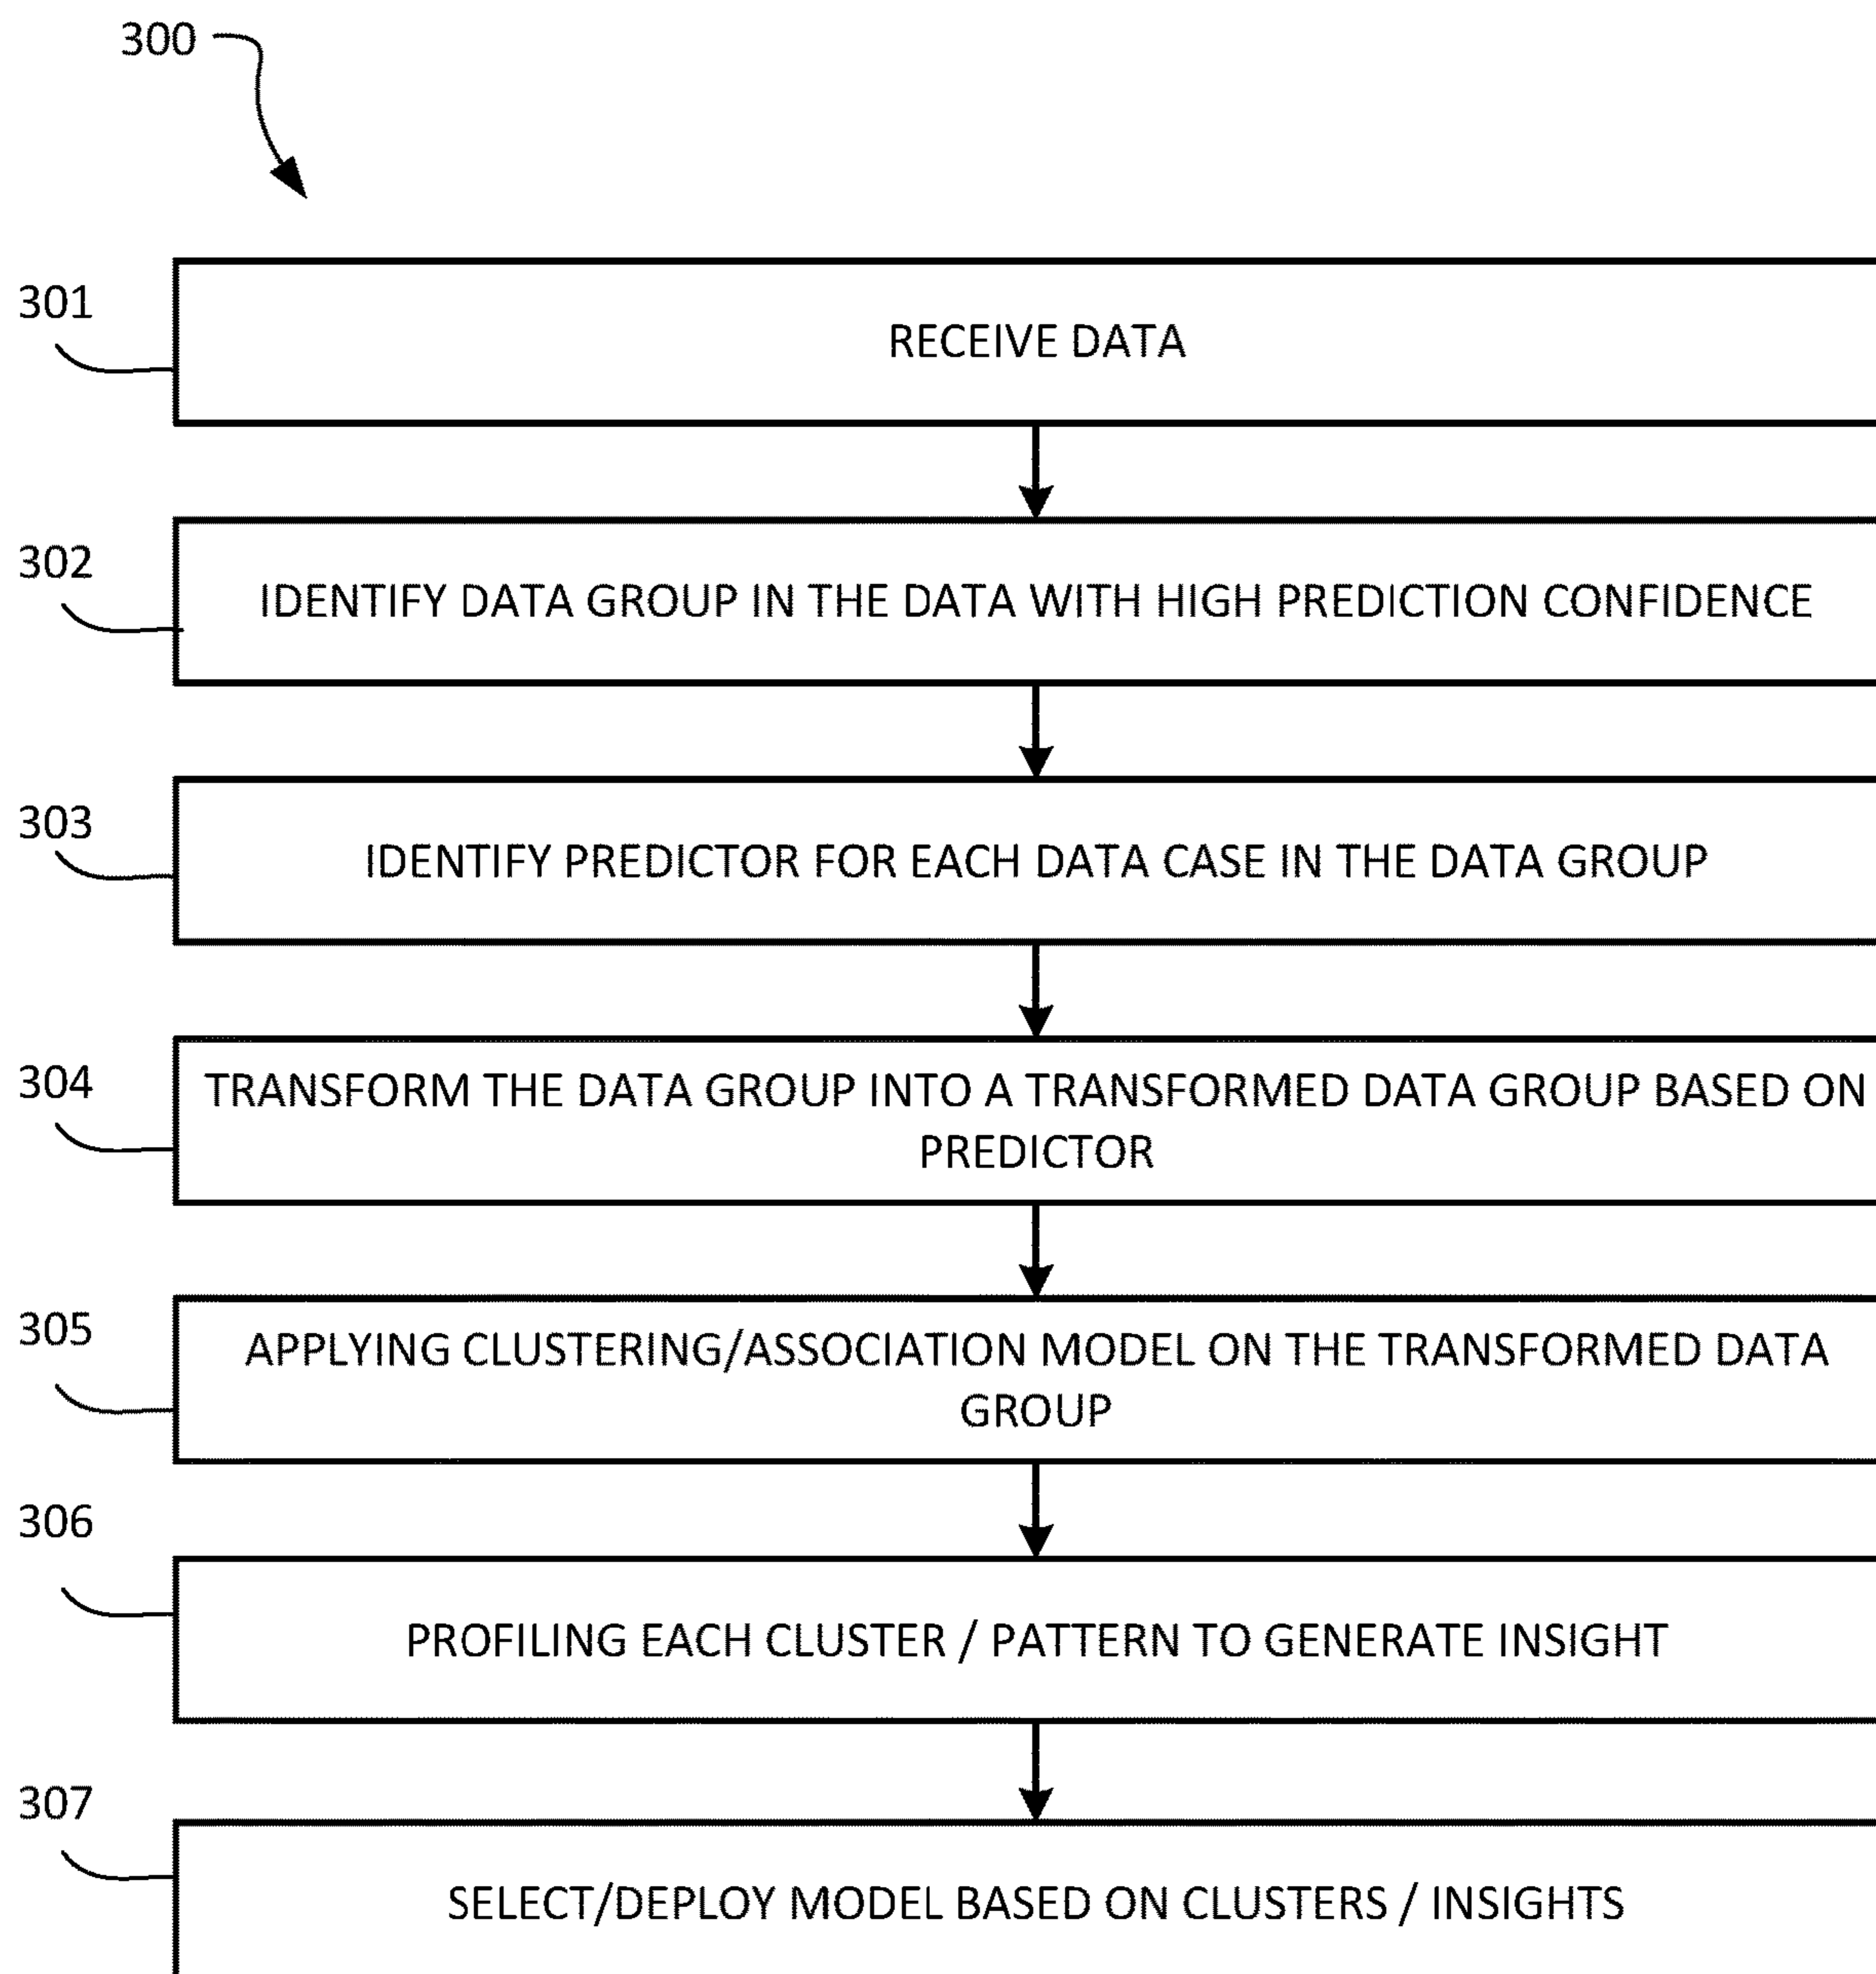 300
301
RECEIVE DATA
302
IDENTIFY DATA GROUP IN THE DATA WITH HIGH PREDICTION CONFIDENCE
303
IDENTIFY PREDICTOR FOR EACH DATA CASE IN THE DATA GROUP
304
TRANSFORM THE DATA GROUP INTO A TRANSFORMED DATA GROUP BASED ON
PREDICTOR
305
APPLYING CLUSTERING/ASSOCIATION MODEL ON THE TRANSFORMED DATA
GROUP
306
PROFILING EACH CLUSTER / PATTERN TO GENERATE INSIGHT
307
SELECT/DEPLOY MODEL BASED ON CLUSTERS / INSIGHTS